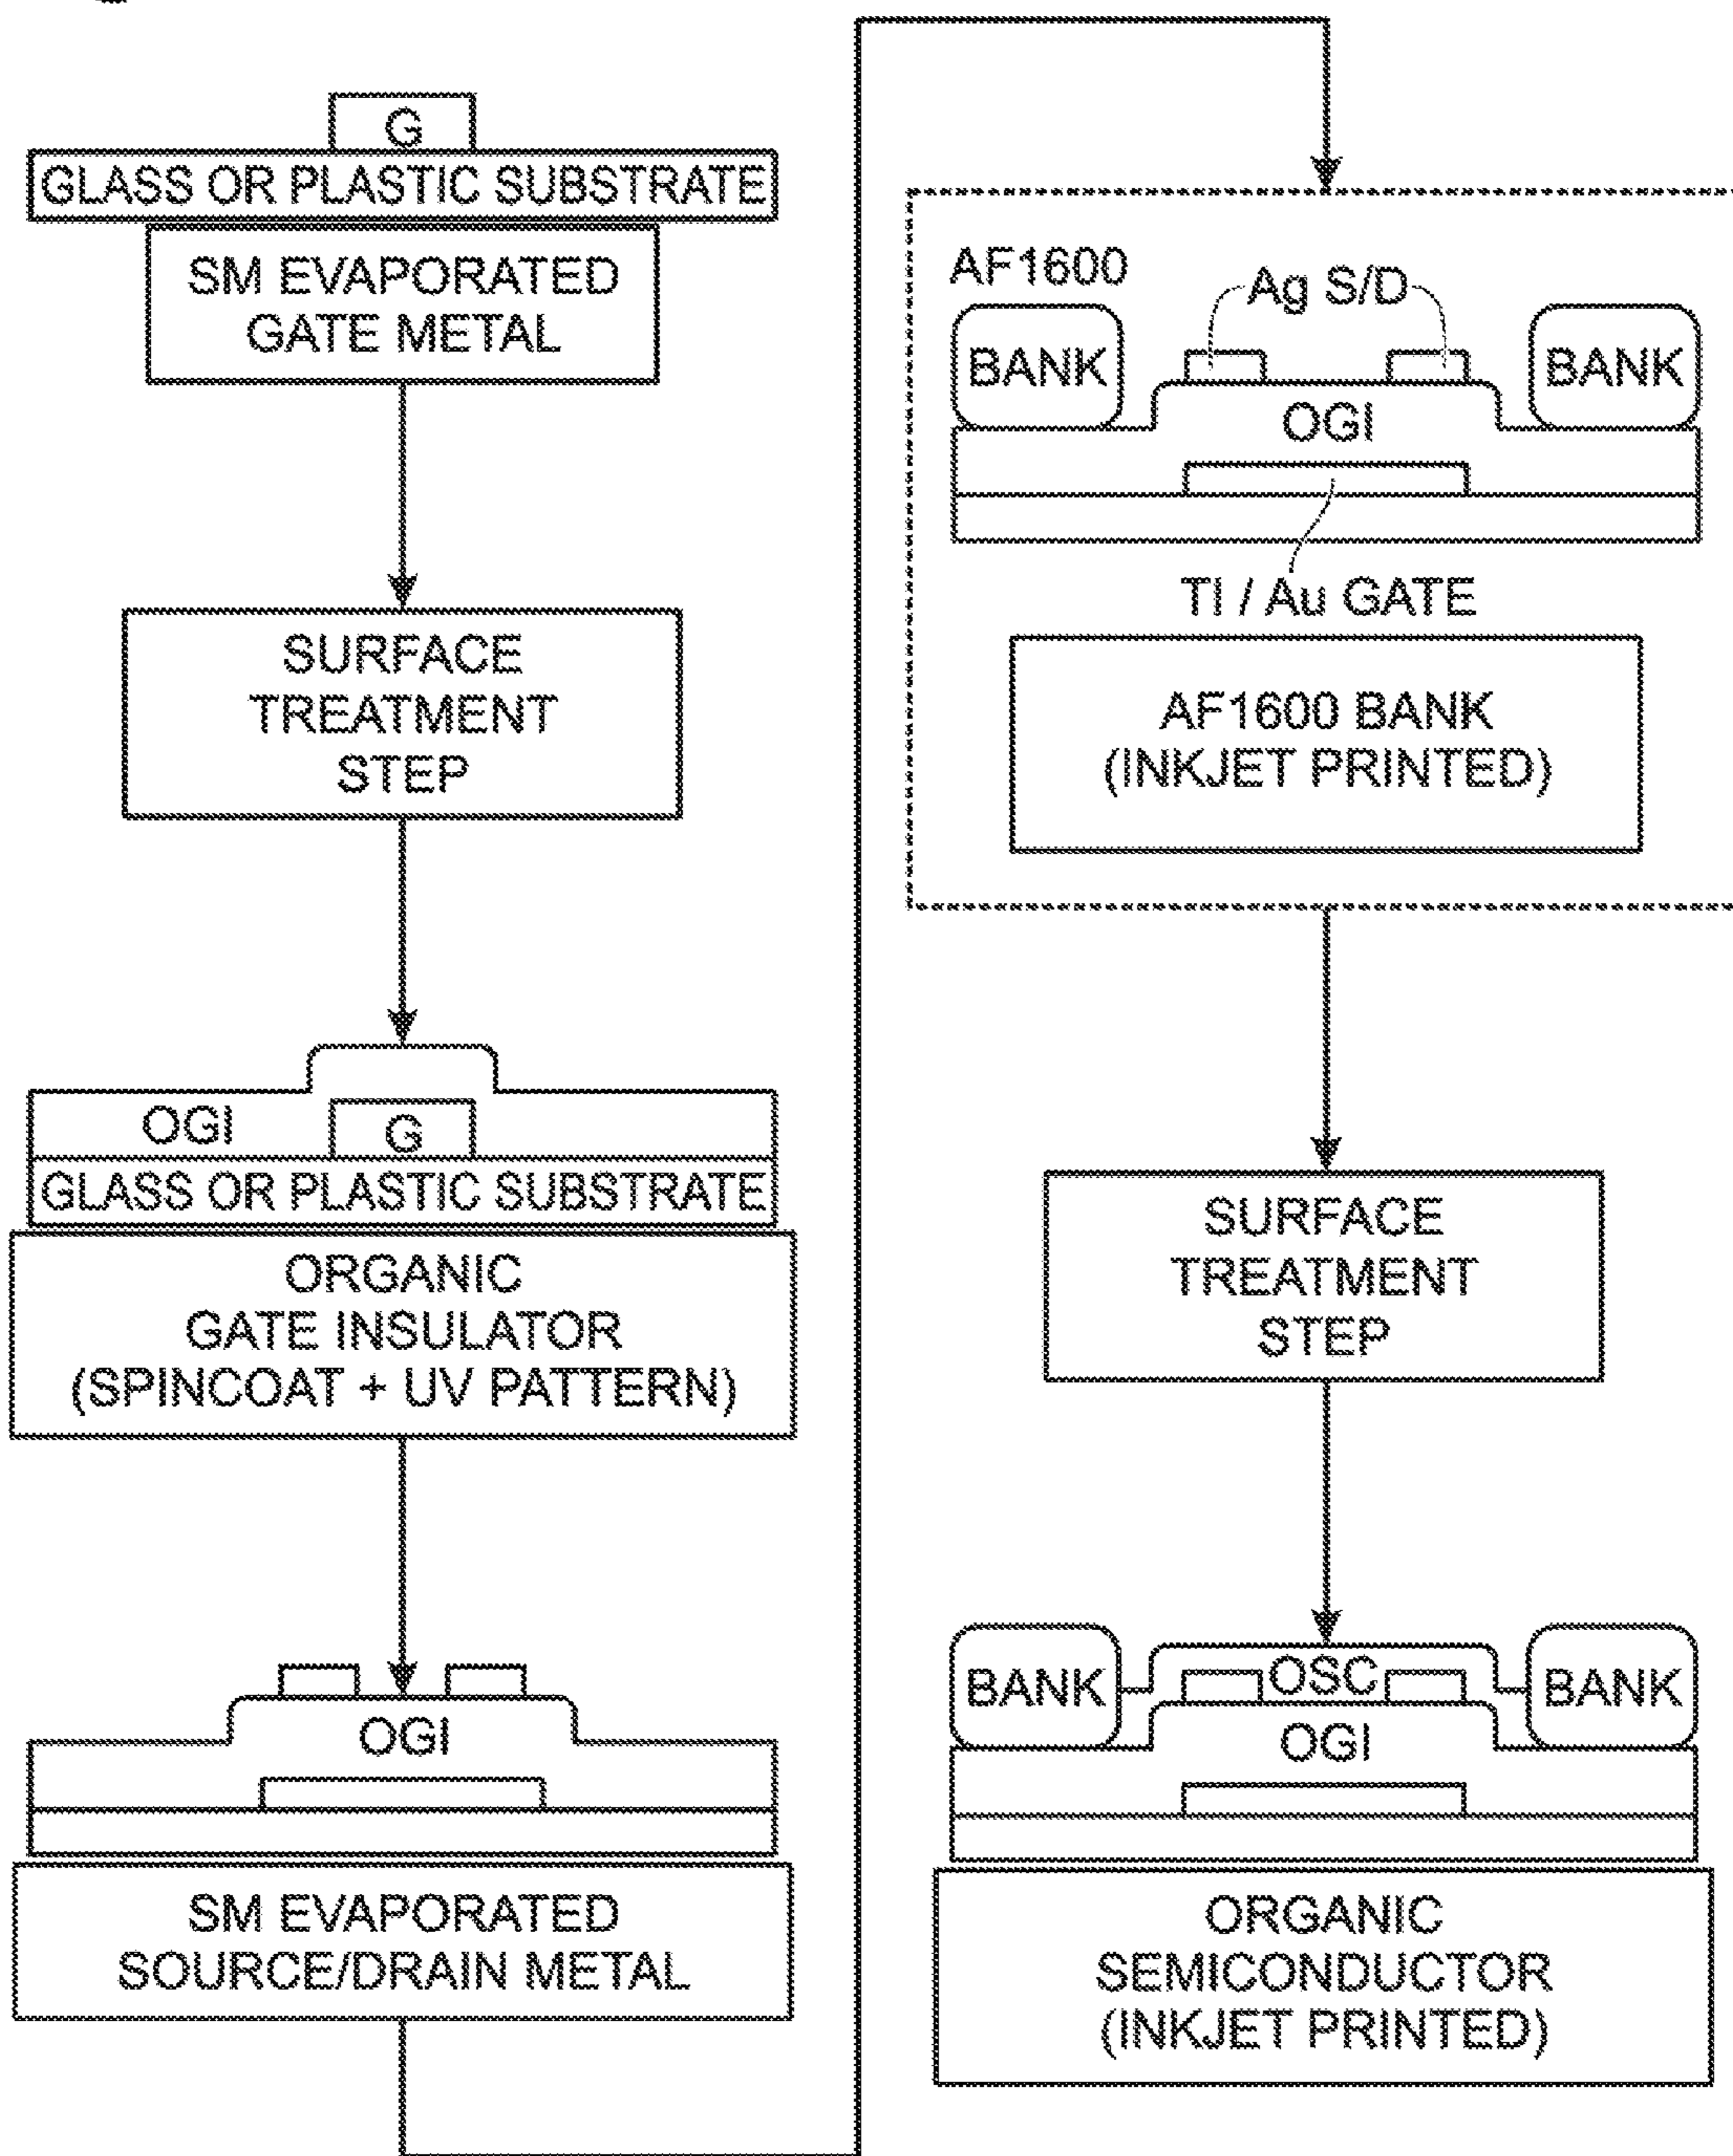 G
GLASS OR PLASTIC SUBSTRATE
SM EVAPORATED
GATE METAL
SURFACE
TREATMENT
STEP
OGI G
GLASS OR PLASTIC SUBSTRATE
ORGANIC
GATE INSULATOR
(SPINCOAT + UV PATTERN)
OGI
SM EVAPORATED
SOURCE/DRAIN METAL
AF1600
Ag S/D
BANK
BANK
OGI
TI / Au GATE
AF1600 BANK
(INKJET PRINTED)
SURFACE
TREATMENT
STEP
BANK
OSC
BANK
OGI
ORGANIC
SEMICONDUCTOR
(INKJET PRINTED)